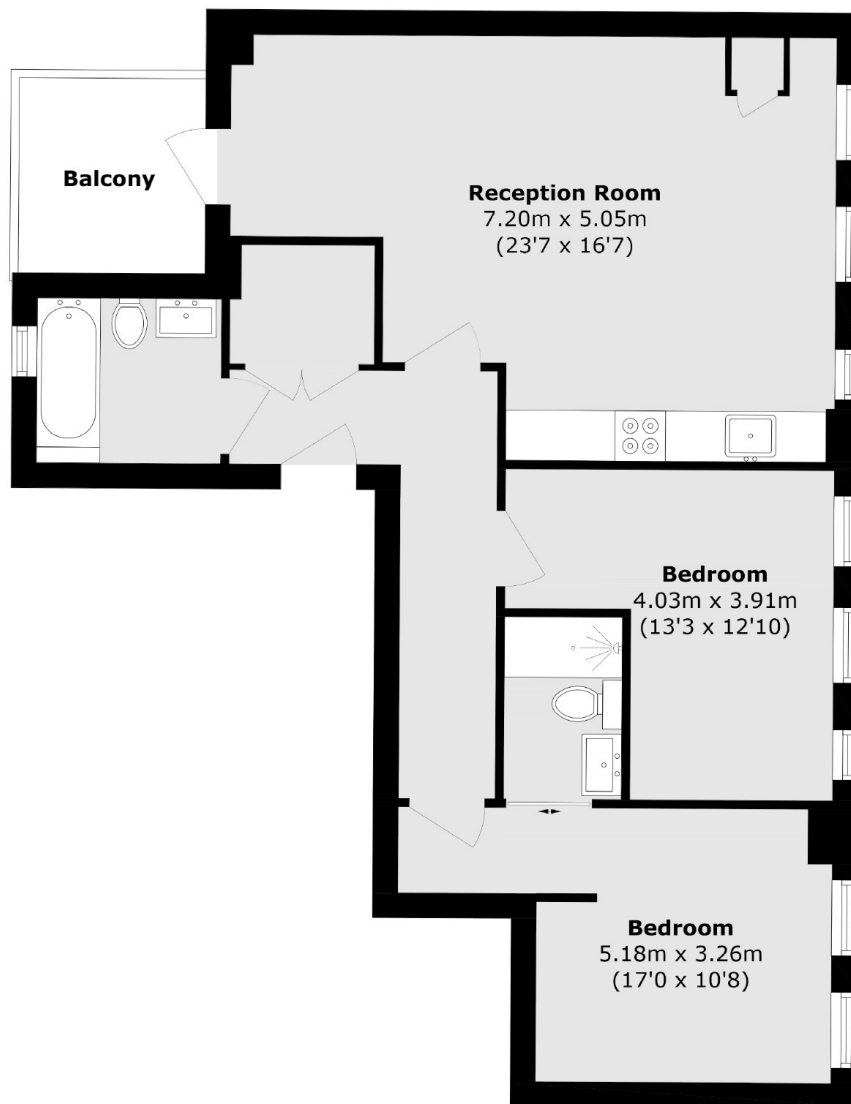 Balcony
Reception Room
7.20m x 5.05m
(23'7 x 16'7)
Bedroom
4.03m x 3.91m
(13'3 x 12'10)
Bedroom
5.18m x 3.26m
(17'0 x 10'8)